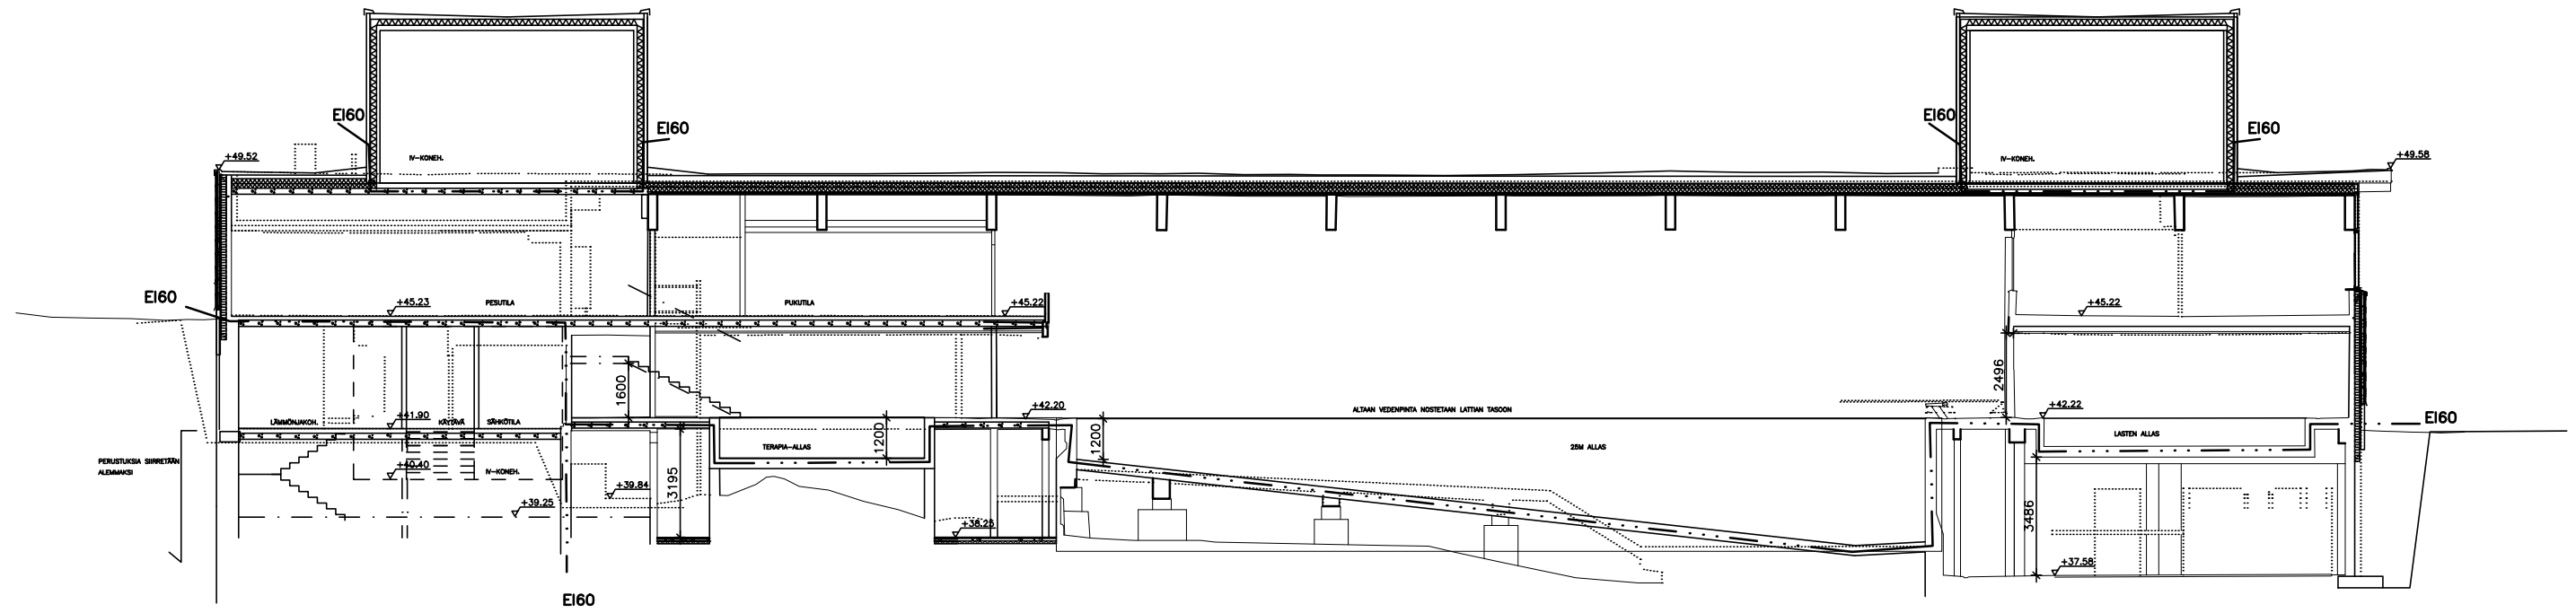 EI60
EI60
EI60
EI60
IV-KONEH.
IV-KONEH.
+49.52
+49.58
EI60
+45.23
PESUTILA
PUKUTILA
+45.22
+45.22
1600
2496
LÄMMÖNJAKOH.
+41.90
KÄYTÄVÄ
SÄHKÖTILA
+42.20
ALTAAN VEDENPINTA NOSTETAAN LATTIAN TASOON
+42.22
EI60
PERUSTUKSIA SIIRRETÄÄN
ALEMMAKSI
+40.40
IV-KONEH.
TERAPIA-ALLAS
1200
1200
25M ALLAS
LASTEN ALLAS
3195
+39.84
+39.25
+38.25
3486
+37.58
EI60